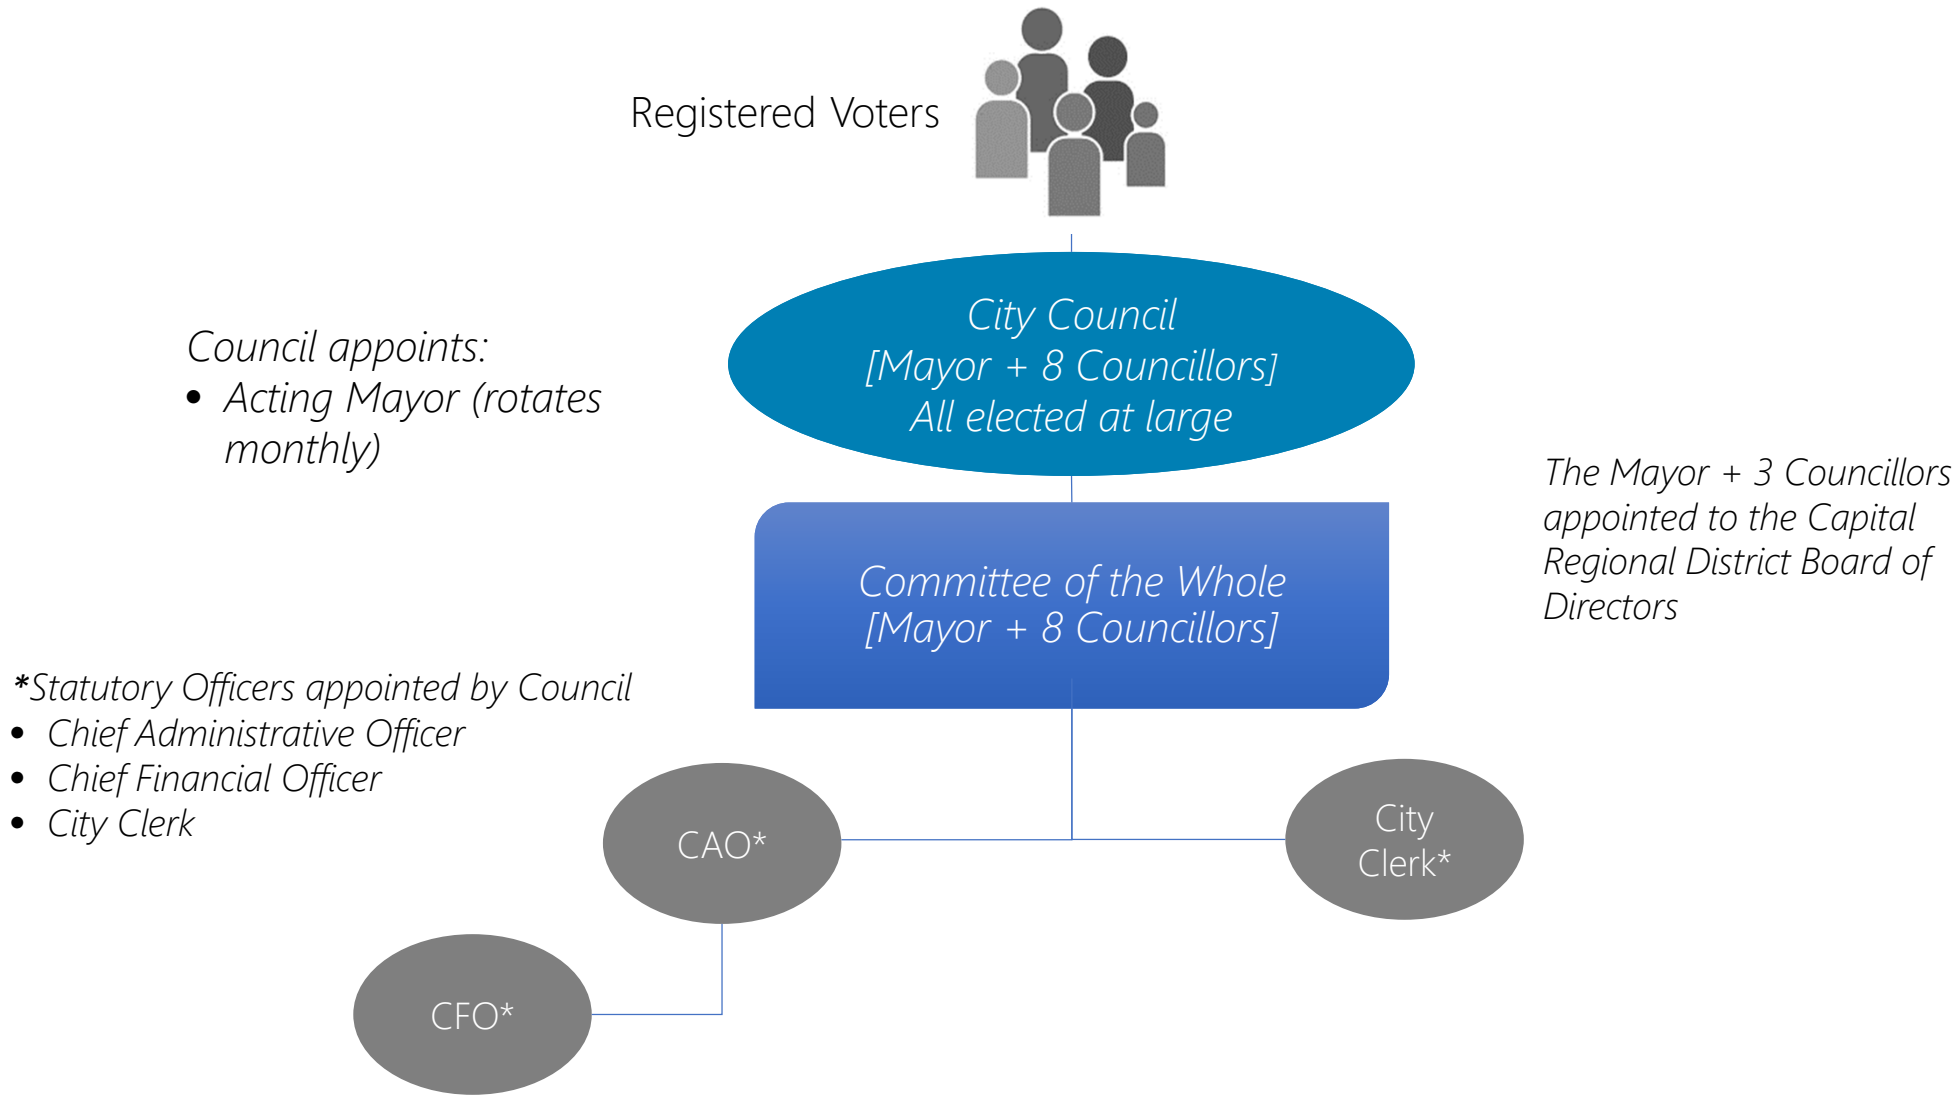 Registered Voters
City Council
[Mayor + 8 Councillors]
All elected at large
Council appoints:
• Acting Mayor (rotates
monthly)
The Mayor + 3 Councillors
appointed to the Capital
Regional District Board of
Directors
Committee of the Whole
[Mayor + 8 Councillors]
*Statutory Officers appointed by Council
• Chief Administrative Officer
• Chief Financial Officer
• City Clerk
CAO*
City
Clerk*
CFO*